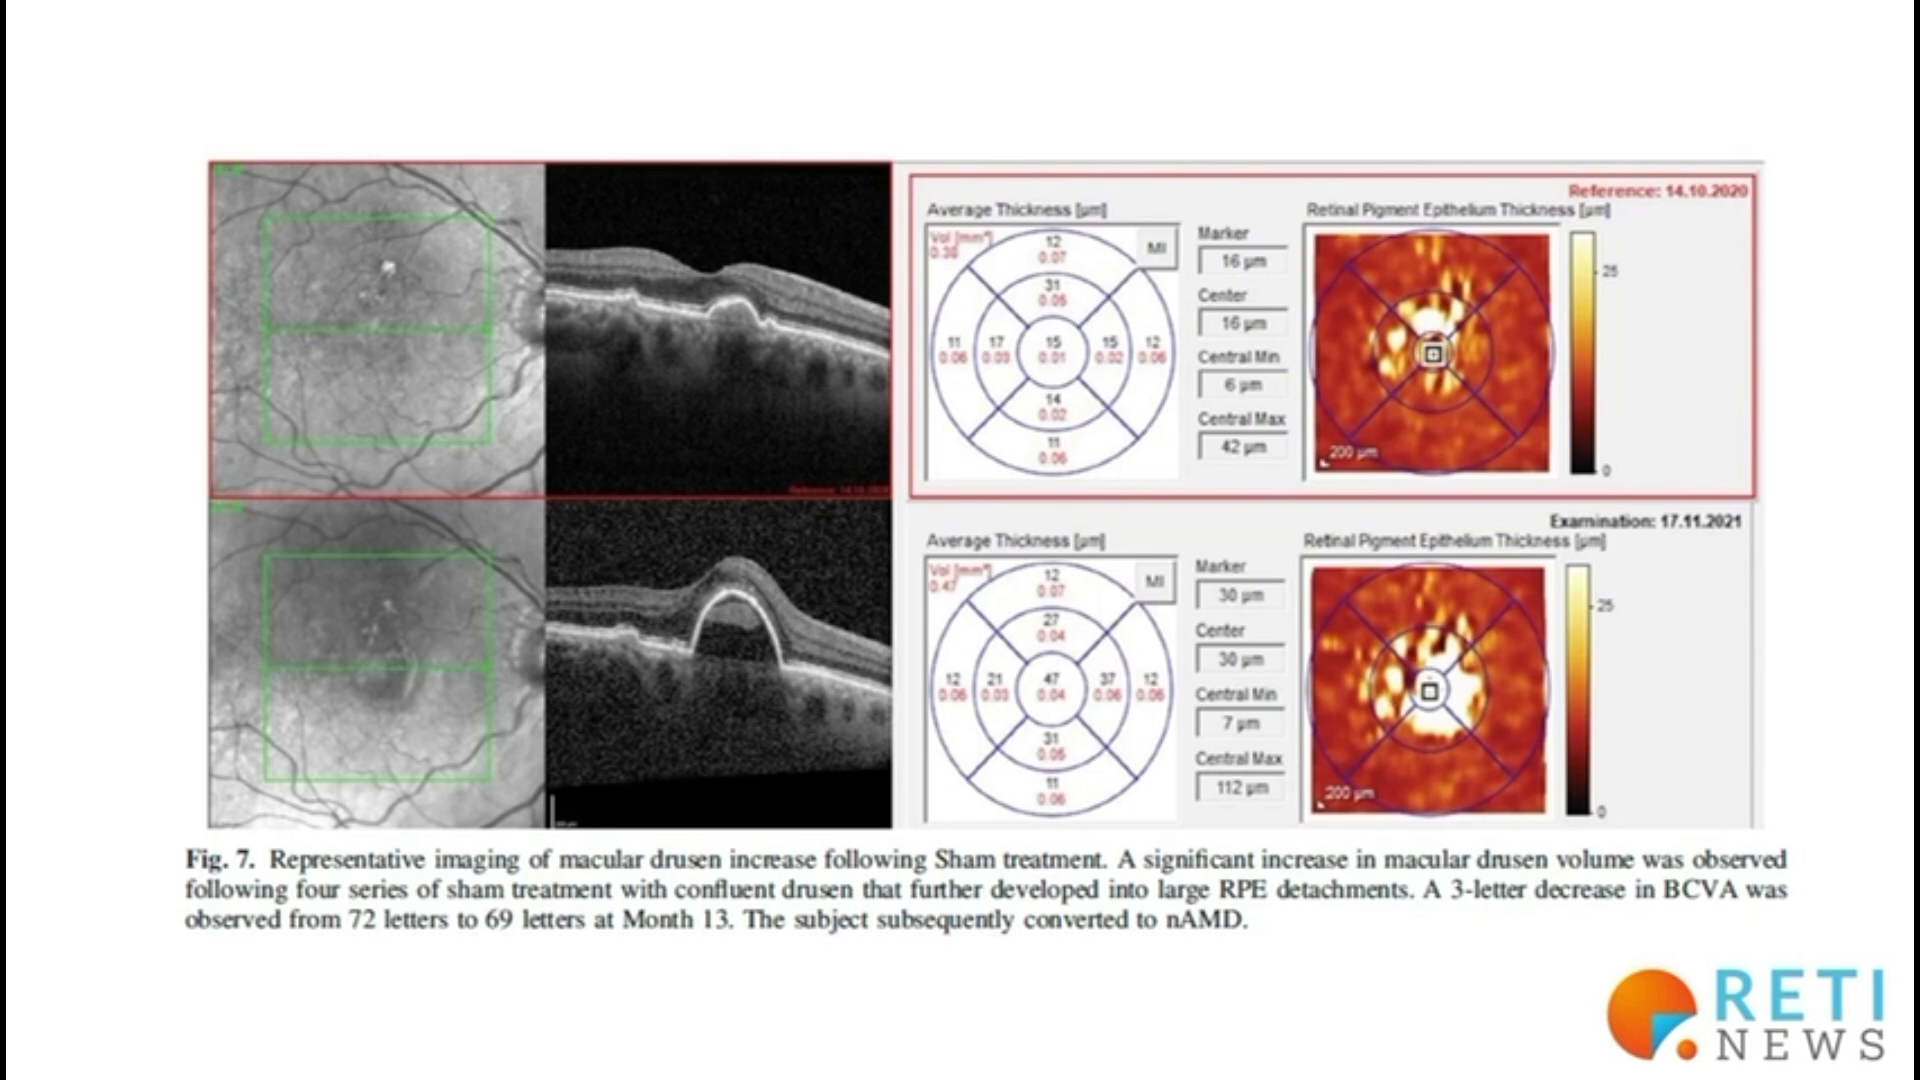 Reference: 14.10.2020
Average Thickness [µm]
Retinal Pigment Epithelium Thickness [µm]
Vol [mm³]
0.38
12
0.07
MI
31
0.05
11
0.06
17
0.03
15
0.01
15
0.02
12
0.06
14
0.02
11
0.06
Marker
16 µm
Center
16 µm
Central Min
6 µm
Central Max
42 µm
200 µm
25
0
Reference: 14.10.2020
Examination: 17.11.2021
Average Thickness [µm]
Retinal Pigment Epithelium Thickness [µm]
Vol [mm³]
0.47
12
0.07
MI
27
0.04
12
0.06
21
0.03
47
0.04
37
0.06
12
0.06
31
0.05
11
0.06
Marker
30 µm
Center
30 µm
Central Min
7 µm
Central Max
112 µm
200 µm
25
0
Fig. 7. Representative imaging of macular drusen increase following Sham treatment. A significant increase in macular drusen volume was observed
following four series of sham treatment with confluent drusen that further developed into large RPE detachments. A 3-letter decrease in BCVA was
observed from 72 letters to 69 letters at Month 13. The subject subsequently converted to nAMD.
RETI
NEWS